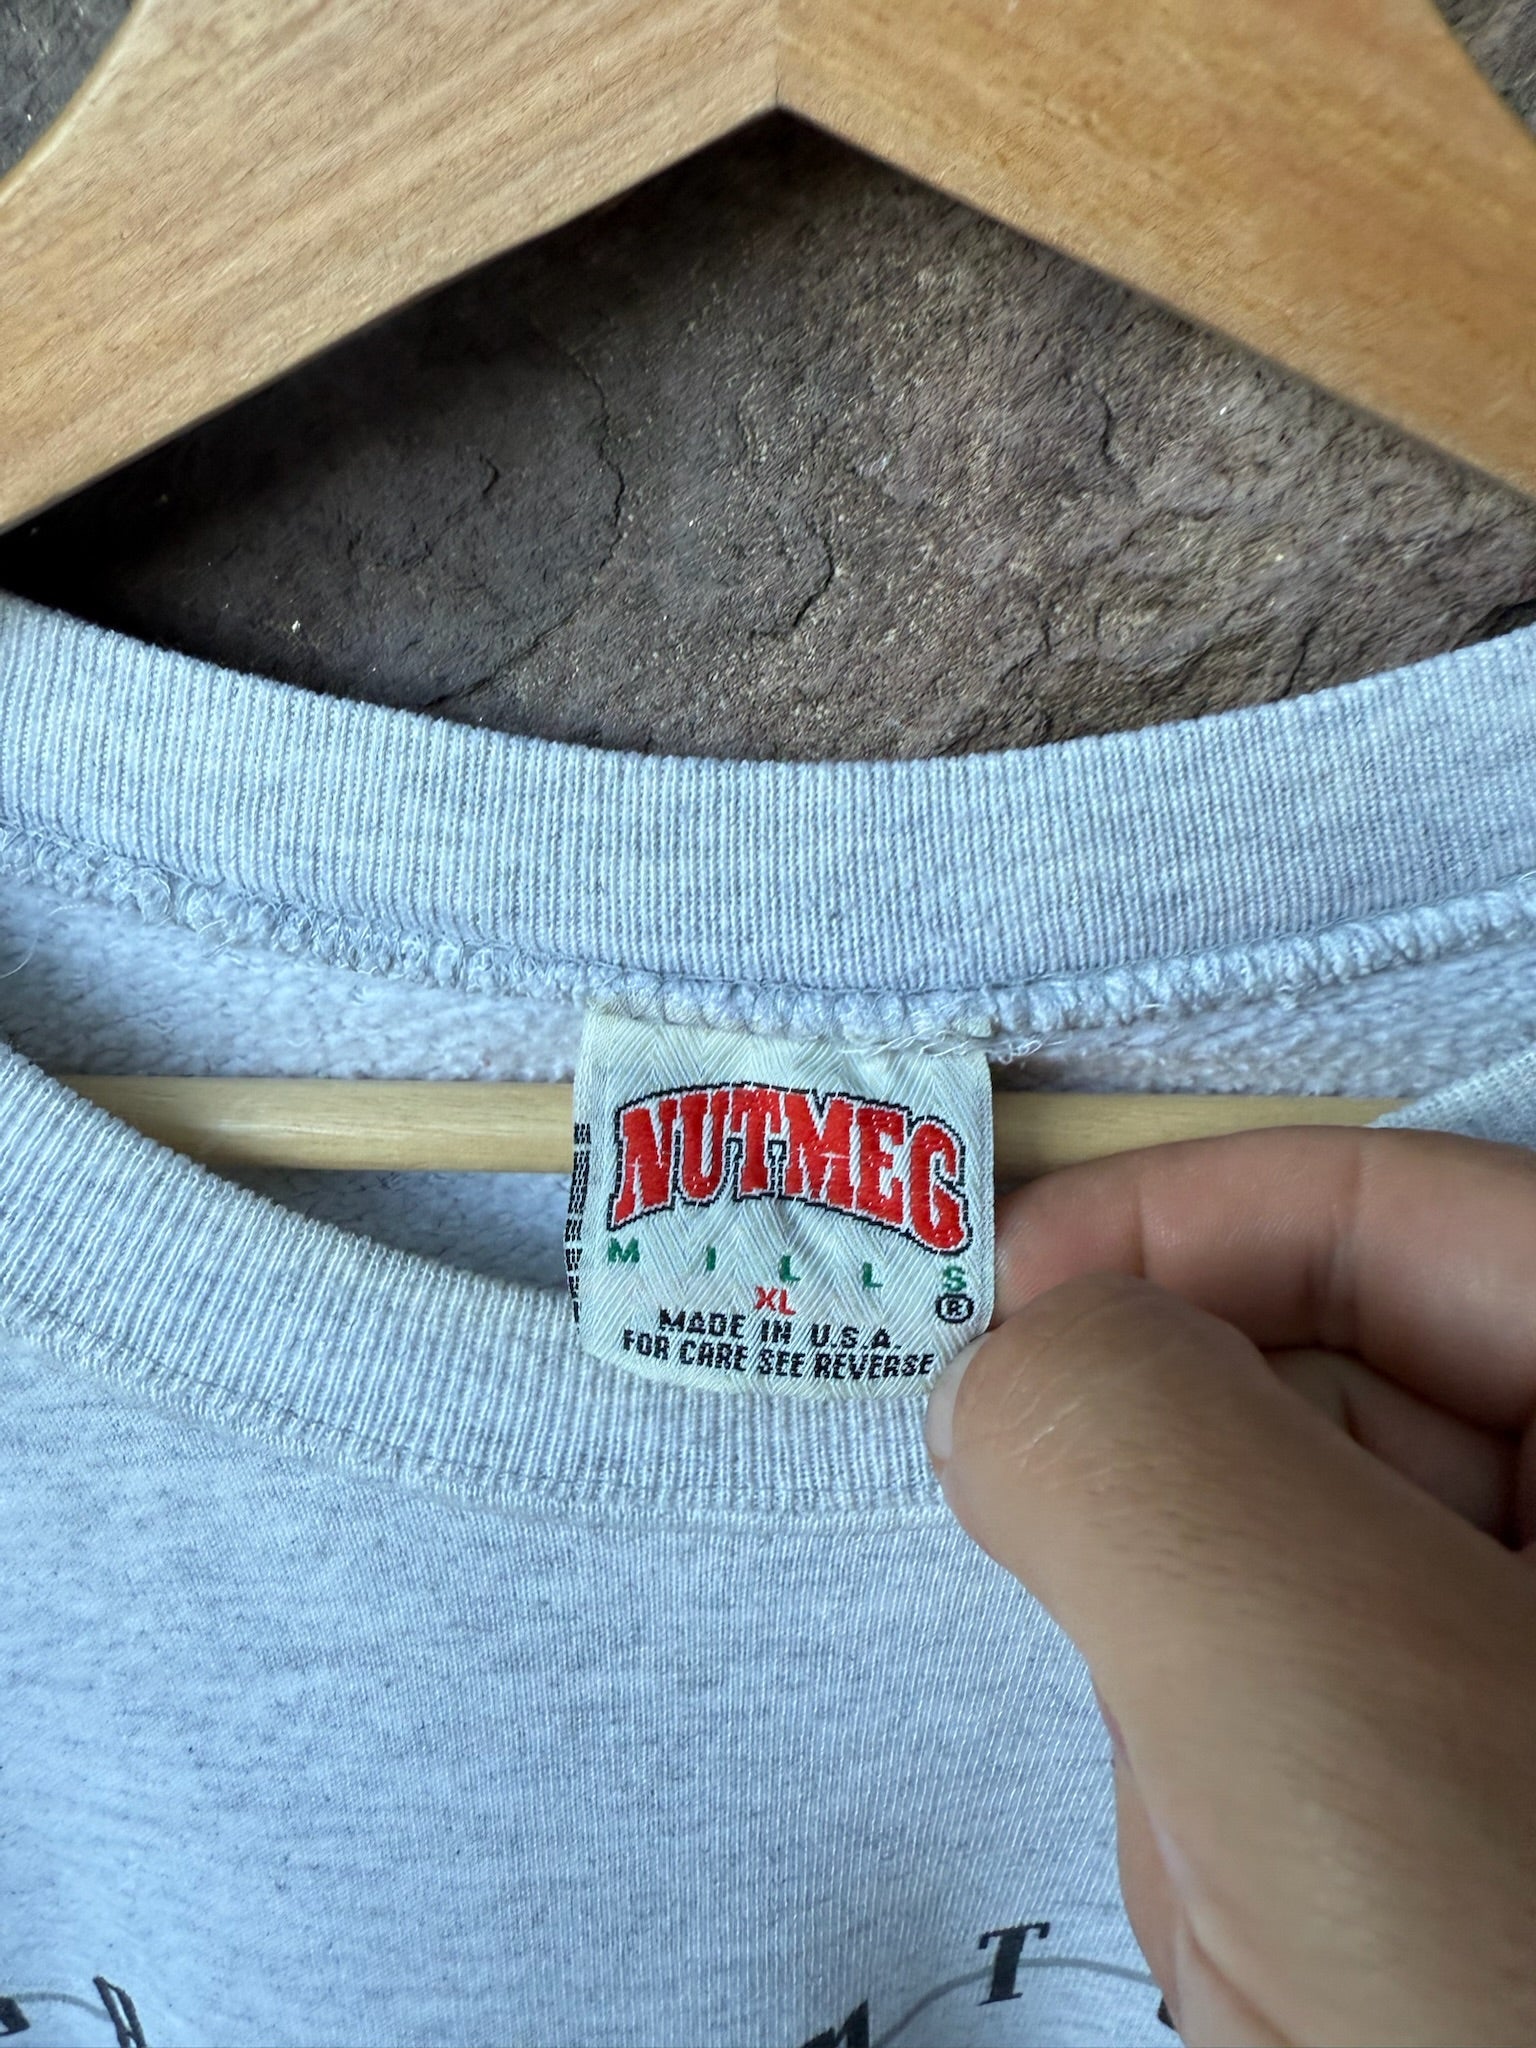 NUTMEG
MILLS
®
XL
MADE IN U.S.A.
FOR CARE SEE REVERSE